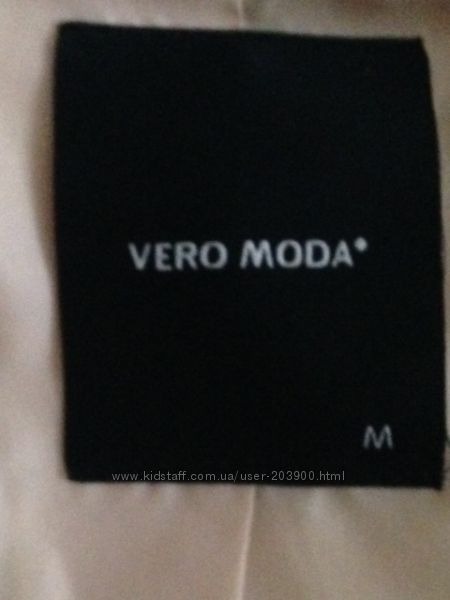 VERO MODA
M
www.kidstaff.com.ua/user-203900.html